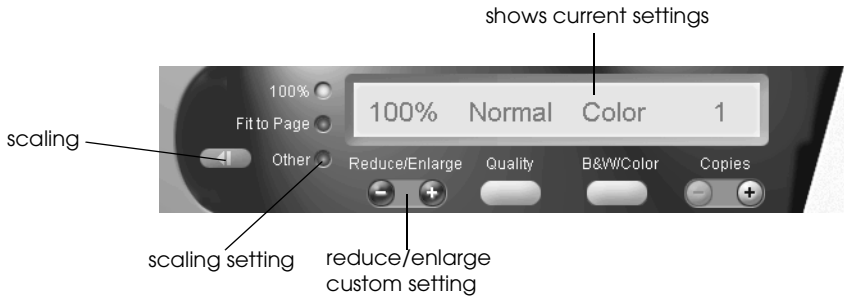 shows current settings
100%
Fit to Page
Other
100% Normal Color 1
scaling
Reduce/Enlarge Quality B&W/Color Copies
scaling setting
reduce/enlarge
custom setting